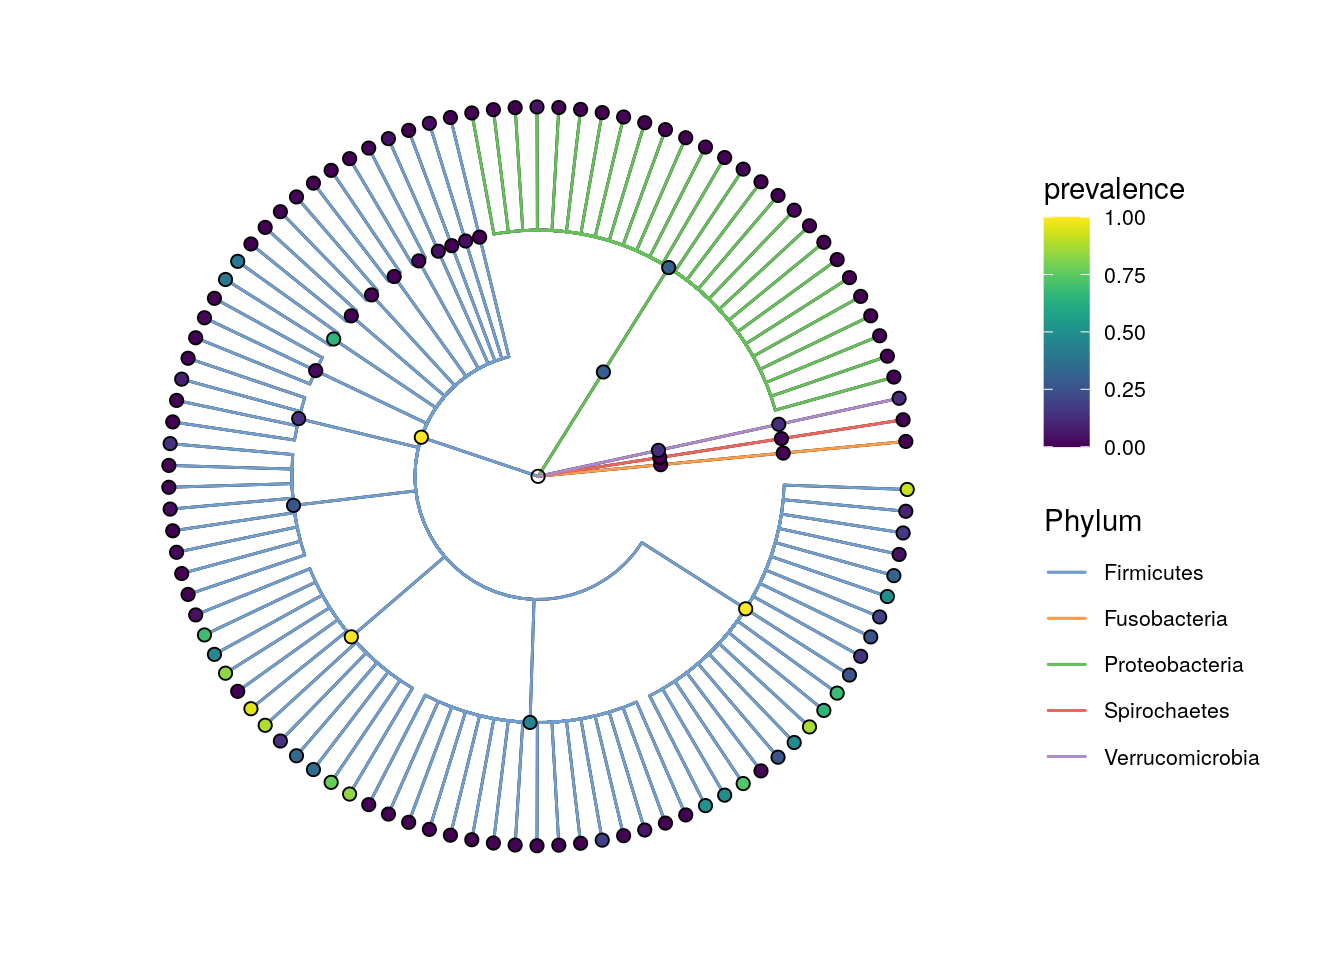 prevalence
1.00
0.75
0.50
0.25
0.00
Phylum
Firmicutes
Fusobacteria
Proteobacteria
Spirochaetes
Verrucomicrobia